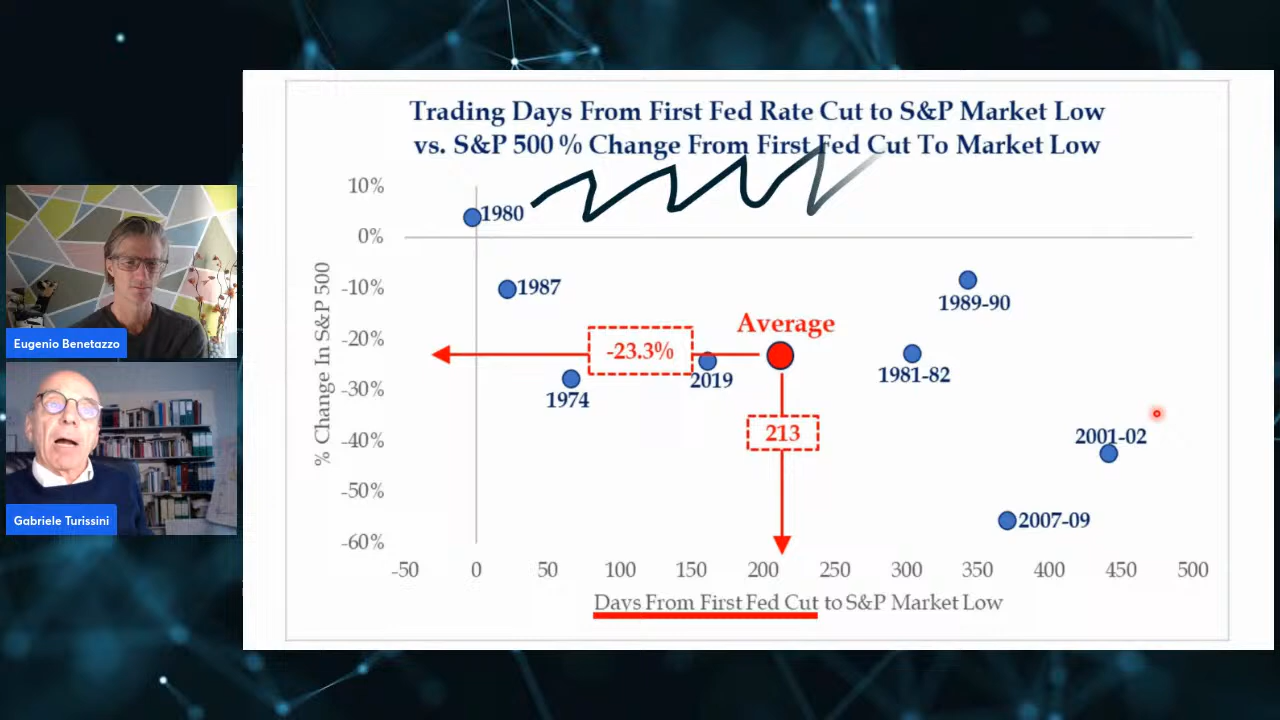 Trading Days From First Fed Rate Cut to S&P Market Low
vs. S&P 500 % Change From First Fed Cut To Market Low
10%
0%
-10%
-20%
-30%
-40%
-50%
-60%
% Change In S&P 500
1980
1987
1974
-23.3%
2019
Average
213
1989-90
1981-82
2001-02
2007-09
-50 0 50 100 150 200 250 300 350 400 450 500
Days From First Fed Cut to S&P Market Low
Eugenio Benetazzo
Gabriele Turissini